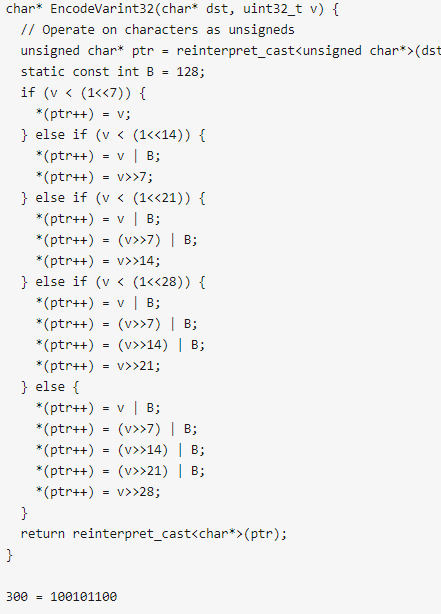 char* EncodeVarint32(char* dst, uint32_t v) {
  // Operate on characters as unsigneds
  unsigned char* ptr = reinterpret_cast<unsigned char*>(dst
  static const int B = 128;
  if (v < (1<<7)) {
    *(ptr++) = v;
  } else if (v < (1<<14)) {
    *(ptr++) = v | B;
    *(ptr++) = v>>7;
  } else if (v < (1<<21)) {
    *(ptr++) = v | B;
    *(ptr++) = (v>>7) | B;
    *(ptr++) = v>>14;
  } else if (v < (1<<28)) {
    *(ptr++) = v | B;
    *(ptr++) = (v>>7) | B;
    *(ptr++) = (v>>14) | B;
    *(ptr++) = v>>21;
  } else {
    *(ptr++) = v | B;
    *(ptr++) = (v>>7) | B;
    *(ptr++) = (v>>14) | B;
    *(ptr++) = (v>>21) | B;
    *(ptr++) = v>>28;
  }
  return reinterpret_cast<char*>(ptr);
}
300 = 100101100